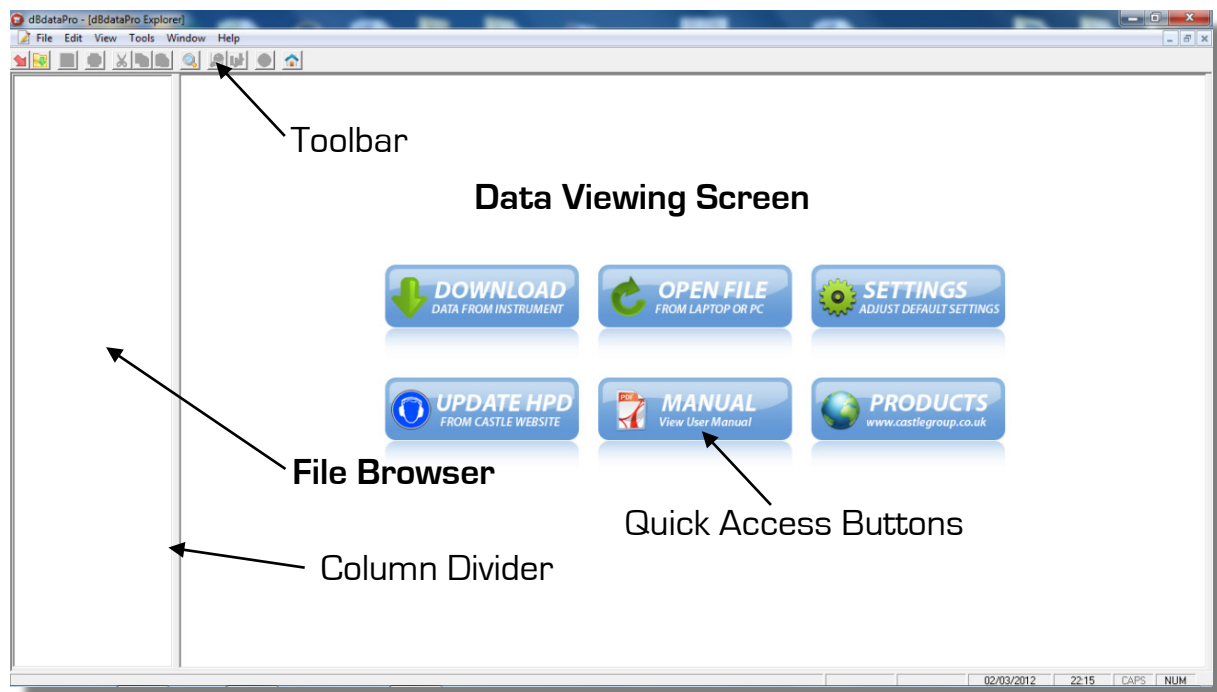 dBdataPro - [dBdataPro Explorer]
File Edit View Tools Window Help
Toolbar
Data Viewing Screen
DOWNLOAD
DATA FROM INSTRUMENT
OPEN FILE
FROM LAPTOP OR PC
SETTINGS
ADJUST DEFAULT SETTINGS
UPDATE HPD
FROM CASTLE WEBSITE
PDF
MANUAL
View User Manual
PRODUCTS
www.castlegroup.co.uk
File Browser
Quick Access Buttons
Column Divider
02/03/2012 22:15 CAPS NUM